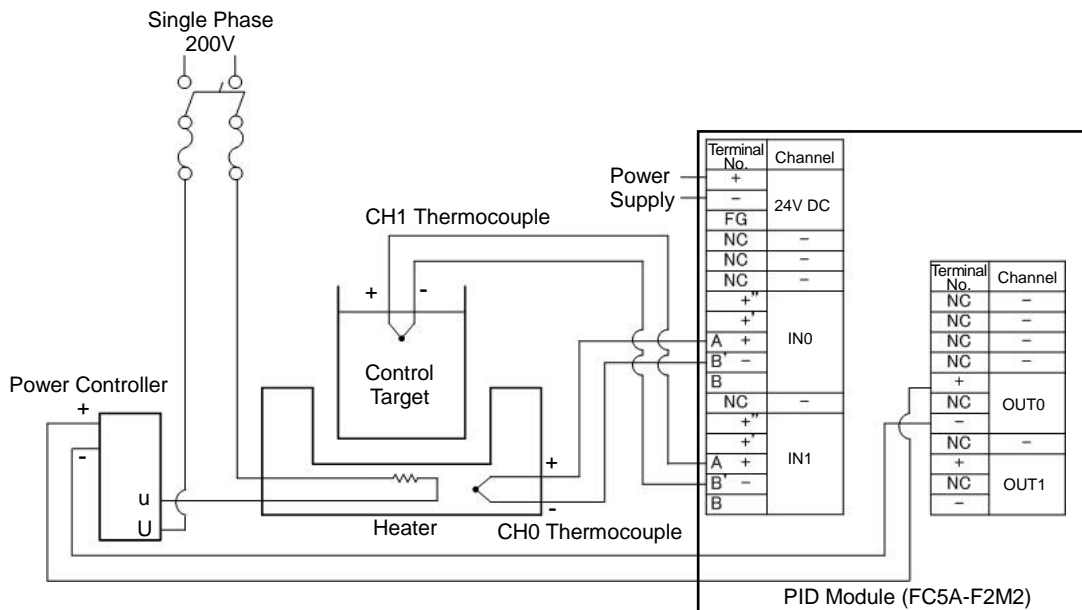 Single Phase
200V
Power
Supply
CH1 Thermocouple
+ -
Control
Target
Power Controller
+
-
u
U
Heater
+
-
CH0 Thermocouple
Terminal No. Channel
+ 24V DC
-
FG
NC -
NC -
NC -
+" IN0
+'
A +
B' -
B
NC -
+" IN1
+'
A +
B' -
B
Terminal No. Channel
NC -
NC -
NC -
NC -
+ OUT0
NC
-
NC -
+ OUT1
NC
-
PID Module (FC5A-F2M2)